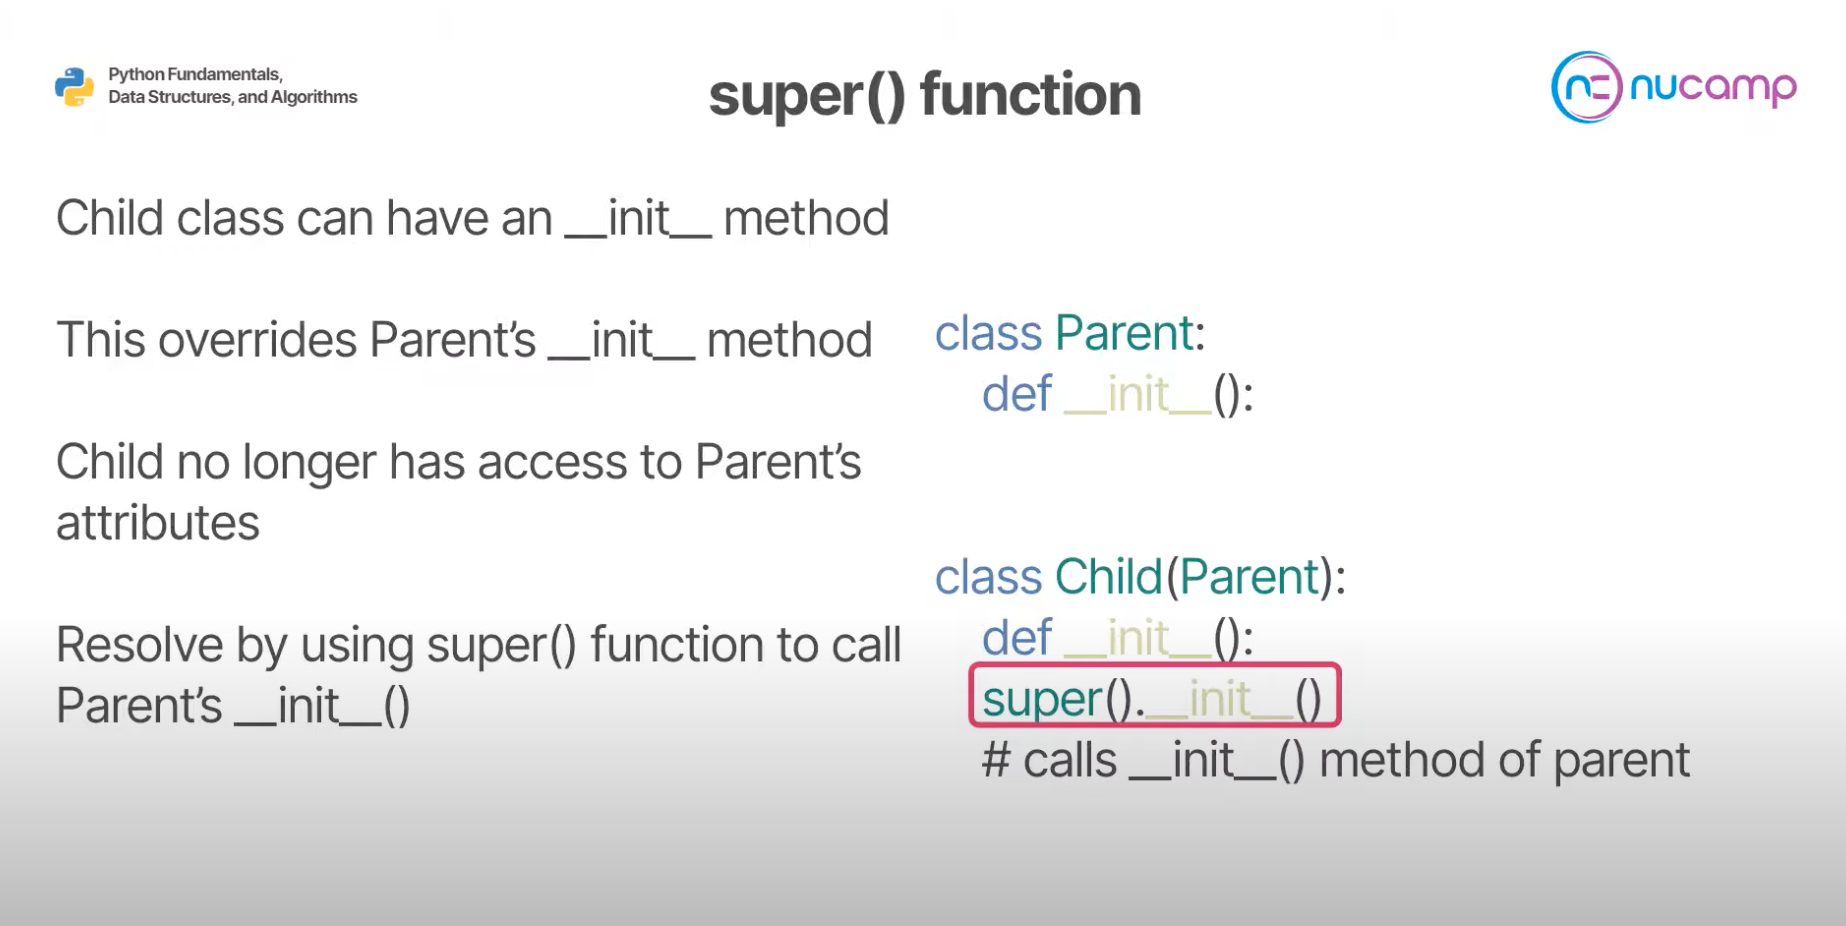 Python Fundamentals,
Data Structures, and Algorithms
super() function
nucamp
Child class can have an __init__ method
This overrides Parent’s __init__ method
Child no longer has access to Parent’s
attributes
Resolve by using super() function to call
Parent’s __init__()
class Parent:
def __init__():
class Child(Parent):
def __init__():
super().__init__()
# calls __init__() method of parent